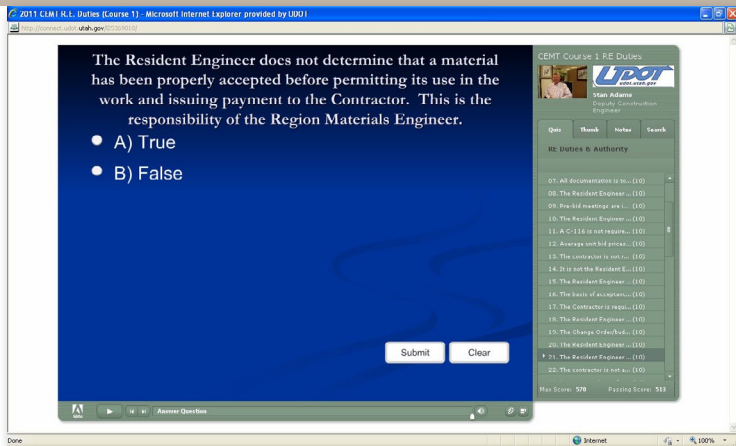 2011 CEMT R.E. Duties (Course 1) - Microsoft Internet Explorer provided by UDOT
http://connect.udot.utah.gov/
The Resident Engineer does not determine that a material
has been properly accepted before permitting its use in the
work and issuing payment to the Contractor. This is the
responsibility of the Region Materials Engineer.
A) True
B) False
Submit Clear
Answer Question
CEMT Course 1 RE Duties
UDOT
udot.utah.gov
Stan Adams
Deputy Construction
Engineer
Quiz Thumb Notes Search
RE Duties & Authority
07. All documentation is to... (10)
08. The Resident Engineer ... (10)
09. Pre-bid meetings are i... (10)
10. The Resident Engineer ... (10)
11. A C-116 is not require... (10)
12. Average unit bid prices... (10)
13. The contractor is not r... (10)
14. It is not the Resident E... (10)
15. The Resident Engineer ... (10)
16. The basis of acceptanc... (10)
17. The Contractor is requi... (10)
18. The Resident Engineer ... (10)
19. The Change Order/bud... (10)
20. The Resident Engineer ... (10)
21. The Resident Engineer ... (10)
22. The contractor is not a... (10)
Max Score: 570 Passing Score: 513
Done Internet 100%